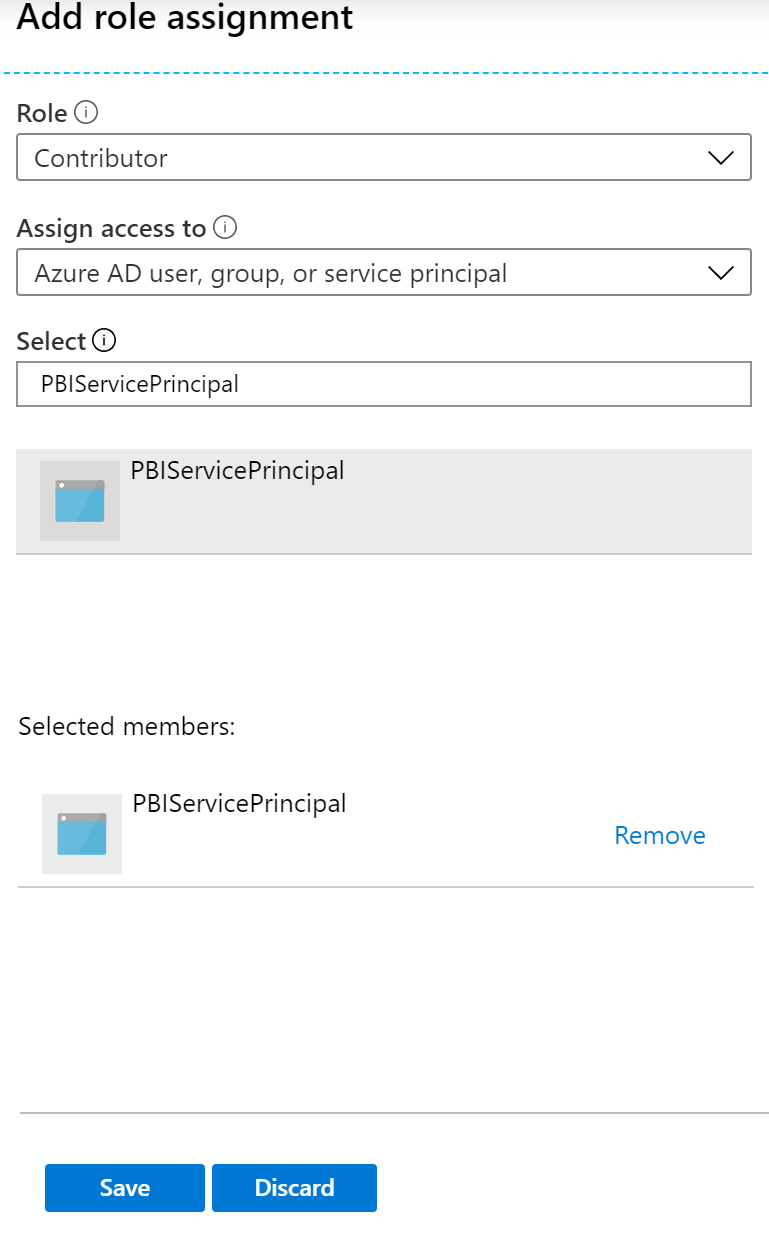 Add role assignment
Role
Contributor
Assign access to
Azure AD user, group, or service principal
Select
PBIServicePrincipal
PBIServicePrincipal
Selected members:
PBIServicePrincipal
Remove
Save Discard